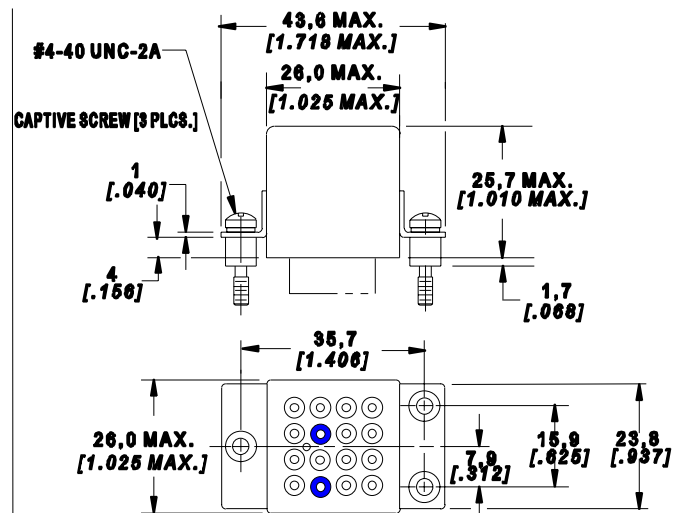 43,6 MAX.
[1.718 MAX.]
#4-40 UNC-2A
26,0 MAX.
[1.025 MAX.]
CAPTIVE SCREW [3 PLCS.]
1
[.040]
25,7 MAX.
[1.010 MAX.]
4
[.156]
1,7
[.068]
35,7
[1.406]
26,0 MAX.
[1.025 MAX.]
7,9
[.312]
15,9
[.625]
23,8
[.937]